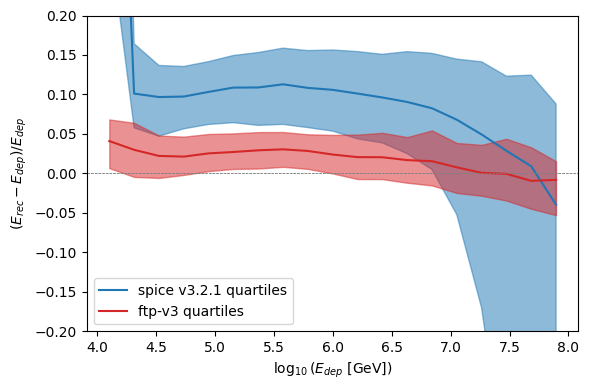 0.20
0.15
0.10
0.05
0.00
−0.05
−0.10
−0.15
−0.20
(E_rec − E_dep)/E_dep
spice v3.2.1 quartiles
ftp-v3 quartiles
4.0 4.5 5.0 5.5 6.0 6.5 7.0 7.5 8.0
log10 (E_dep [GeV])